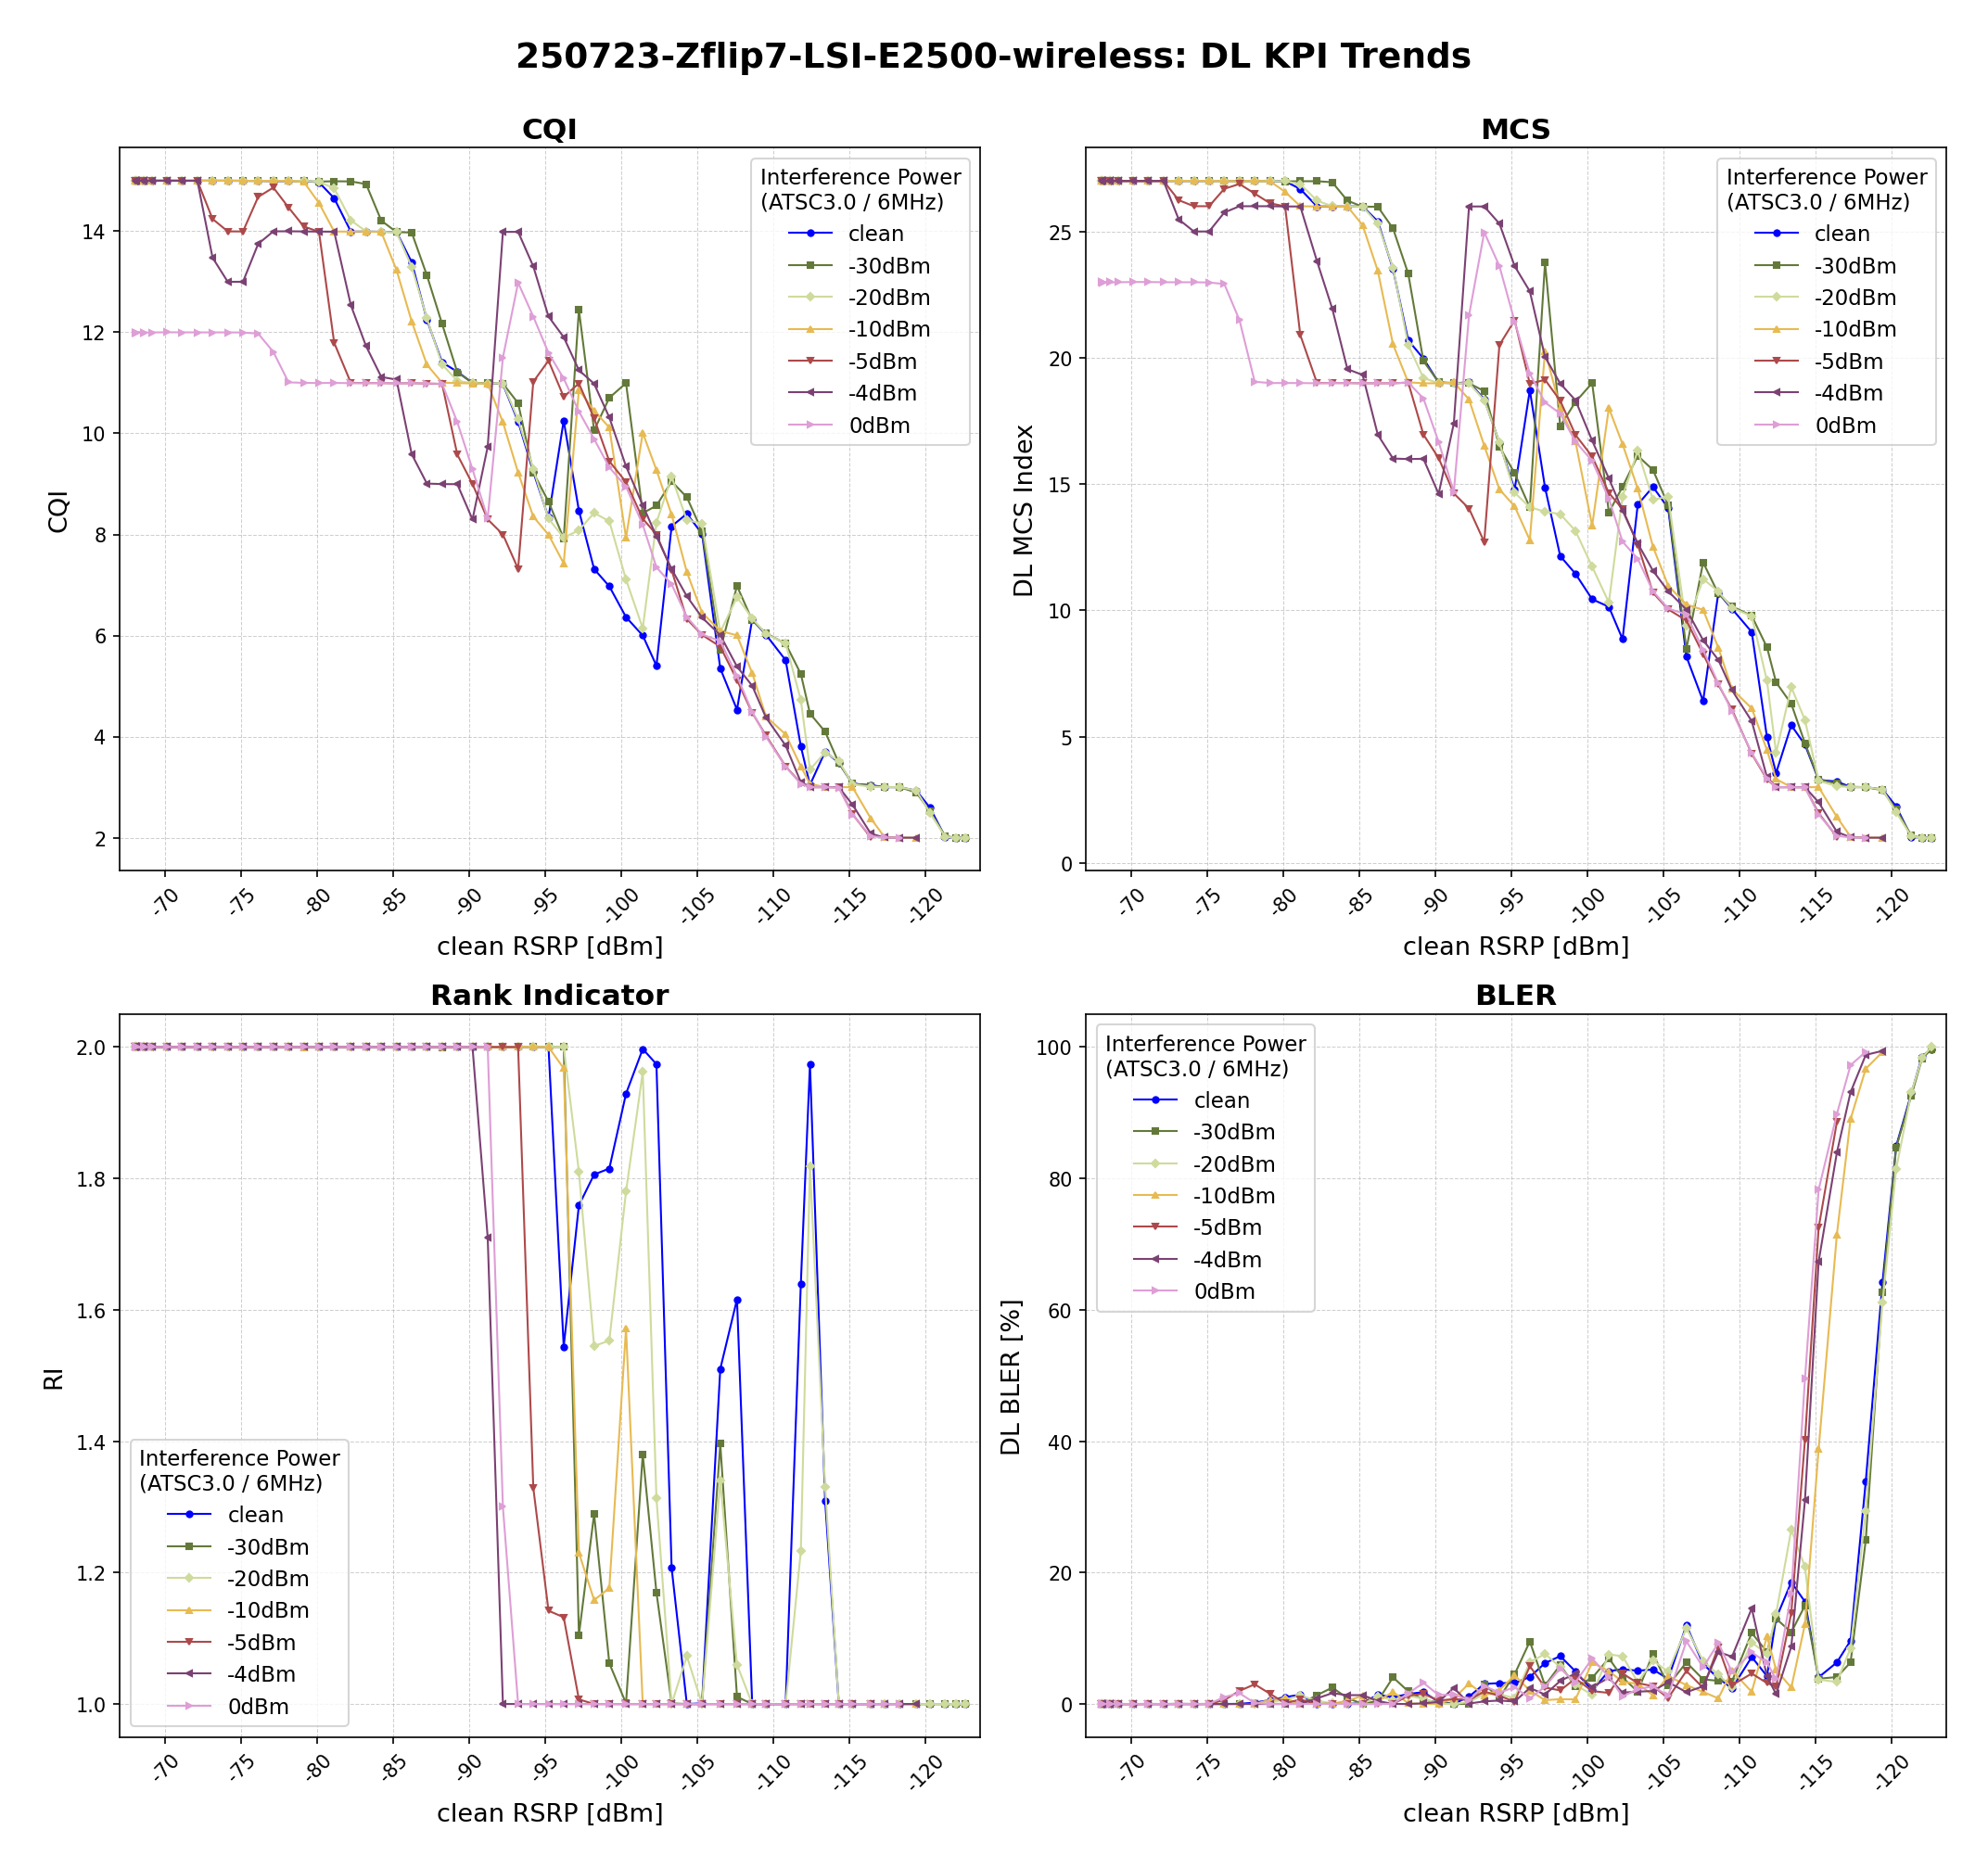 250723-Zflip7-LSI-E2500-wireless: DL KPI Trends
CQI
CQI
14
12
10
8
6
4
2
Interference Power
(ATSC3.0 / 6MHz)
clean
-30dBm
-20dBm
-10dBm
-5dBm
-4dBm
0dBm
-70
-75
-80
-85
-90
-95
-100
-105
-110
-115
-120
clean RSRP [dBm]
MCS
DL MCS Index
25
20
15
10
5
0
Interference Power
(ATSC3.0 / 6MHz)
clean
-30dBm
-20dBm
-10dBm
-5dBm
-4dBm
0dBm
-70
-75
-80
-85
-90
-95
-100
-105
-110
-115
-120
clean RSRP [dBm]
Rank Indicator
RI
2.0
1.8
1.6
1.4
1.2
1.0
Interference Power
(ATSC3.0 / 6MHz)
clean
-30dBm
-20dBm
-10dBm
-5dBm
-4dBm
0dBm
-70
-75
-80
-85
-90
-95
-100
-105
-110
-115
-120
clean RSRP [dBm]
BLER
DL BLER [%]
100
80
60
40
20
0
Interference Power
(ATSC3.0 / 6MHz)
clean
-30dBm
-20dBm
-10dBm
-5dBm
-4dBm
0dBm
-70
-75
-80
-85
-90
-95
-100
-105
-110
-115
-120
clean RSRP [dBm]